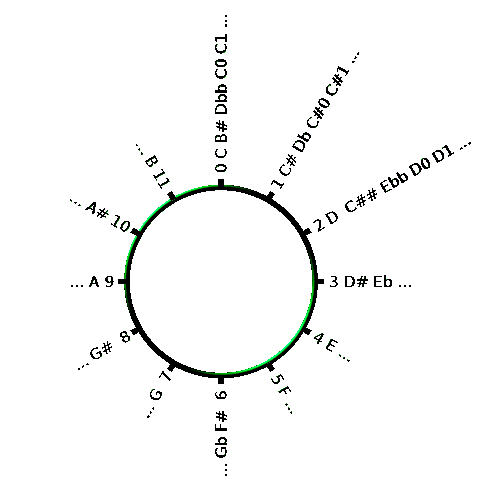 0 C B# Dbb C0 C1 ...
1 C# Db C#0 C#1 ...
2 D C## Ebb D0 D1 ...
3 D# Eb ...
4 E ...
5 F ...
... Gb F# 6
... G 7
... G# 8
... A 9
... A# 10
... B 11